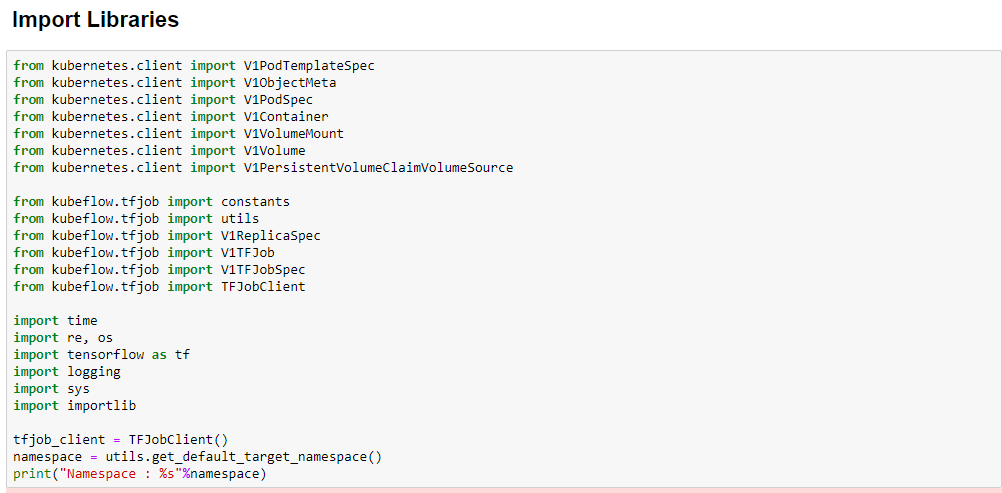 Import Libraries
from kubernetes.client import V1PodTemplateSpec
from kubernetes.client import V1ObjectMeta
from kubernetes.client import V1PodSpec
from kubernetes.client import V1Container
from kubernetes.client import V1VolumeMount
from kubernetes.client import V1Volume
from kubernetes.client import V1PersistentVolumeClaimVolumeSource
from kubeflow.tfjob import constants
from kubeflow.tfjob import utils
from kubeflow.tfjob import V1ReplicaSpec
from kubeflow.tfjob import V1TFJob
from kubeflow.tfjob import V1TFJobSpec
from kubeflow.tfjob import TFJobClient
import time
import re, os
import tensorflow as tf
import logging
import sys
import importlib
tfjob_client = TFJobClient()
namespace = utils.get_default_target_namespace()
print("Namespace : %s"%namespace)